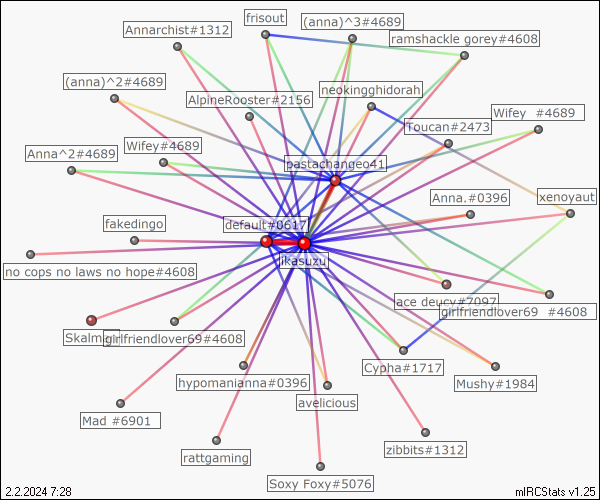 frisout
(anna)^3#4689
Annarchist#1312
ramshackle gorey#4608
(anna)^2#4689
neokingghidorah
AlpineRooster#2156
Wifey  #4689
Toucan#2473
Wifey#4689
Anna^2#4689
pastachangeo41
Anna.#0396
xenoyaut
fakedingo
default#0617
ikasuzu
no cops no laws no hope#4608
ace deucy#7097
girlfriendlover69  #4608
girlfriendlover69#4608
Cypha#1717
hypomanianna#0396
Mushy#1984
avelicious
Mad #6901
zibbits#1312
rattgaming
Soxy Foxy#5076
2.2.2024 7:28
mIRCStats v1.25